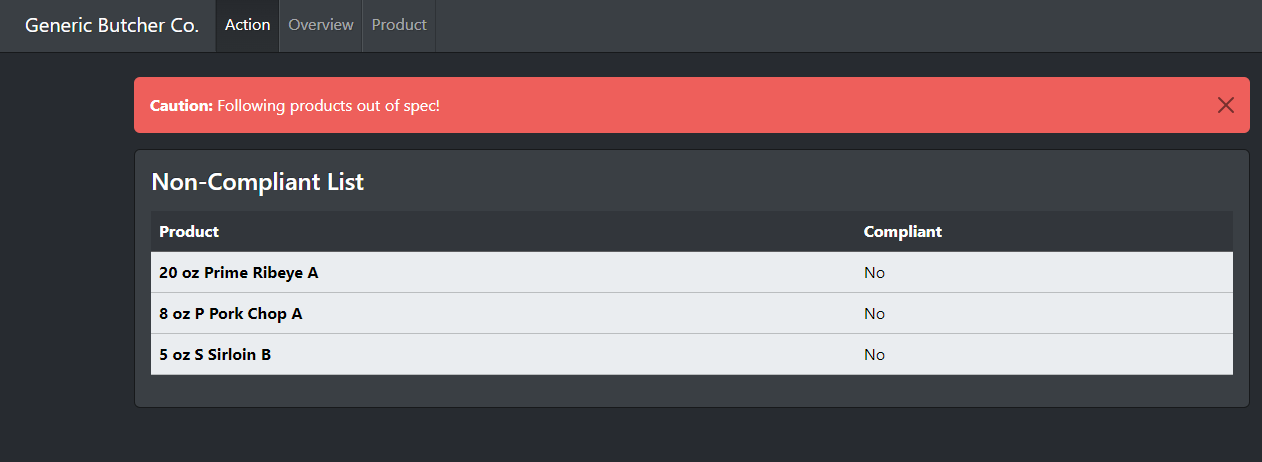 Generic Butcher Co. Action Overview Product
Caution: Following products out of spec!
Non-Compliant List
Product Compliant
20 oz Prime Ribeye A No
8 oz P Pork Chop A No
5 oz S Sirloin B No